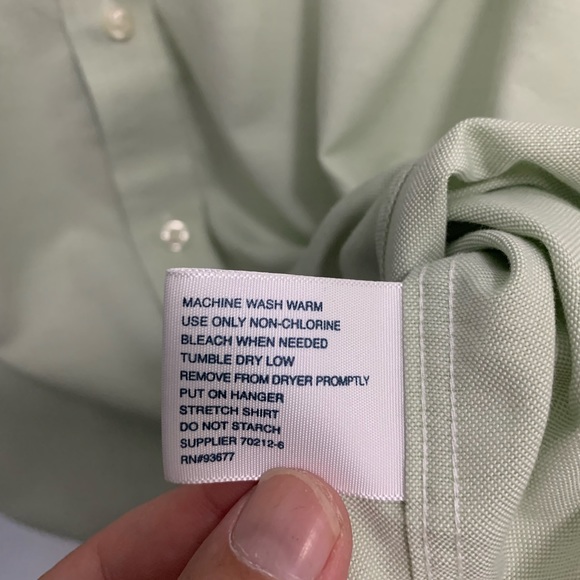 MACHINE WASH WARM
USE ONLY NON-CHLORINE
BLEACH WHEN NEEDED
TUMBLE DRY LOW
REMOVE FROM DRYER PROMPTLY
PUT ON HANGER
STRETCH SHIRT
DO NOT STARCH
SUPPLIER 70212-6
RN#93677